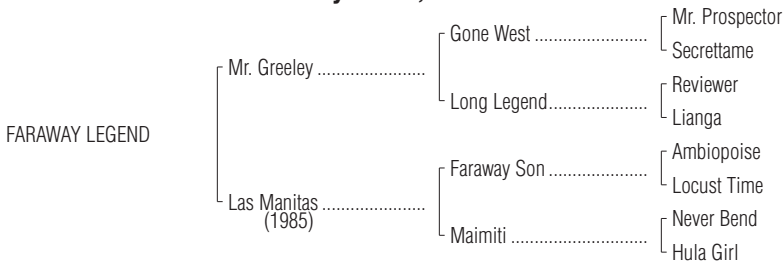 Mr. Prospector
Gone West ........................
Secrettame
Mr. Greeley .......................
Reviewer
Long Legend.....................
Lianga
FARAWAY LEGEND
Ambiopoise
Faraway Son .....................
Locust Time
Las Manitas ......................
(1985)
Never Bend
Maimiti .............................
Hula Girl